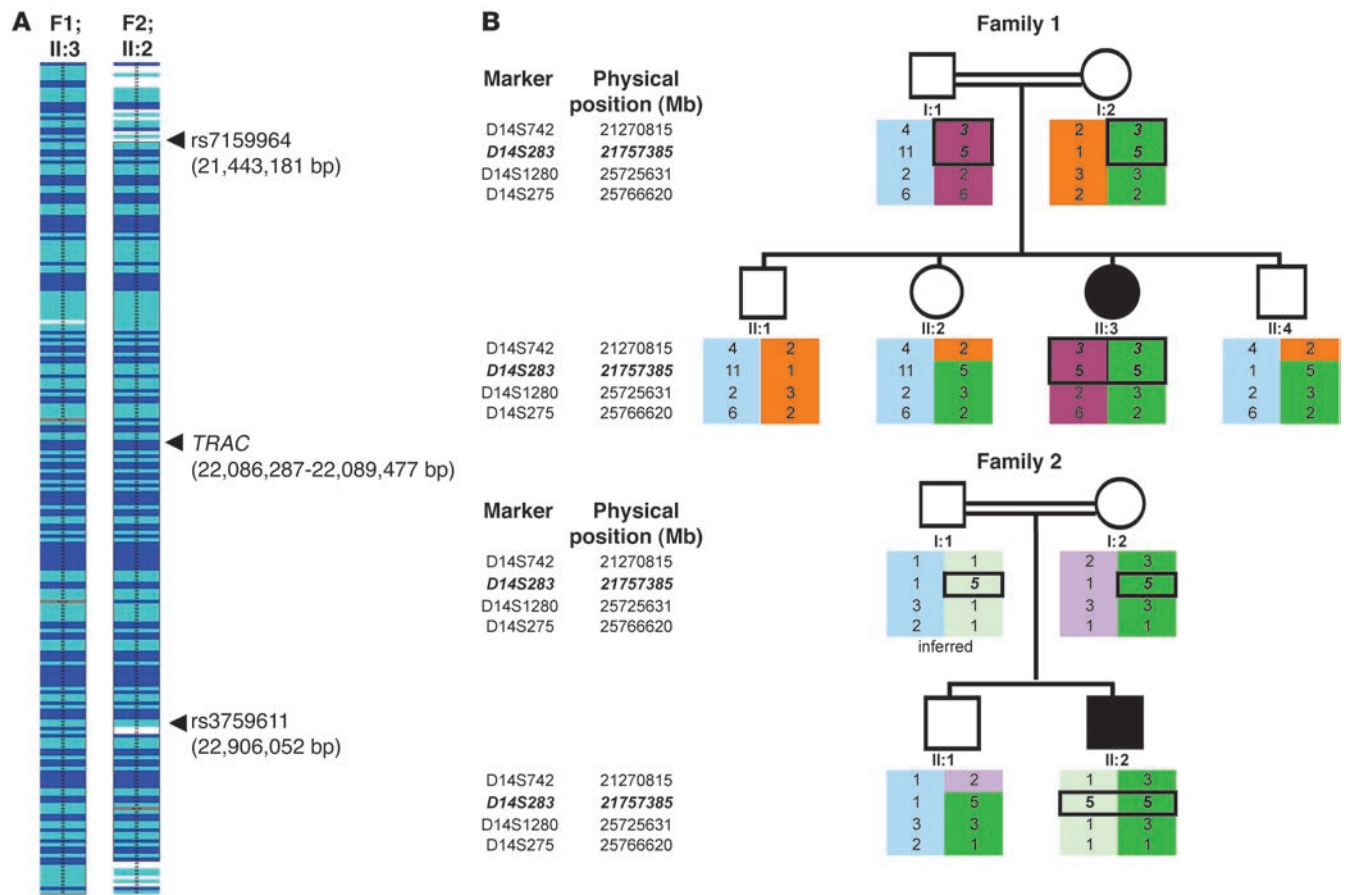 A
F1;
II:3
F2;
II:2
rs7159964
(21,443,181 bp)
TRAC
(22,086,287-22,089,477 bp)
rs3759611
(22,906,052 bp)
B
Family 1
Marker Physical
position (Mb)
I:1 I:2
D14S742 21270815 4 3 2 3
D14S283 21757385 11 5 1 5
D14S1280 25725631 2 2 3 3
D14S275 25766620 6 6 2 2
II:1 II:2 II:3 II:4
D14S742 21270815 4 2 4 2 3 3 4 2
D14S283 21757385 11 1 11 5 5 5 1 5
D14S1280 25725631 2 3 2 3 2 3 2 3
D14S275 25766620 6 2 6 2 6 2 6 2
Family 2
Marker Physical
position (Mb)
I:1 I:2
D14S742 21270815 1 1 2 3
D14S283 21757385 1 5 1 5
D14S1280 25725631 3 1 3 3
D14S275 25766620 2 1 1 1
inferred
II:1 II:2
D14S742 21270815 1 2 1 3
D14S283 21757385 1 5 5 5
D14S1280 25725631 3 3 1 3
D14S275 25766620 2 1 1 1